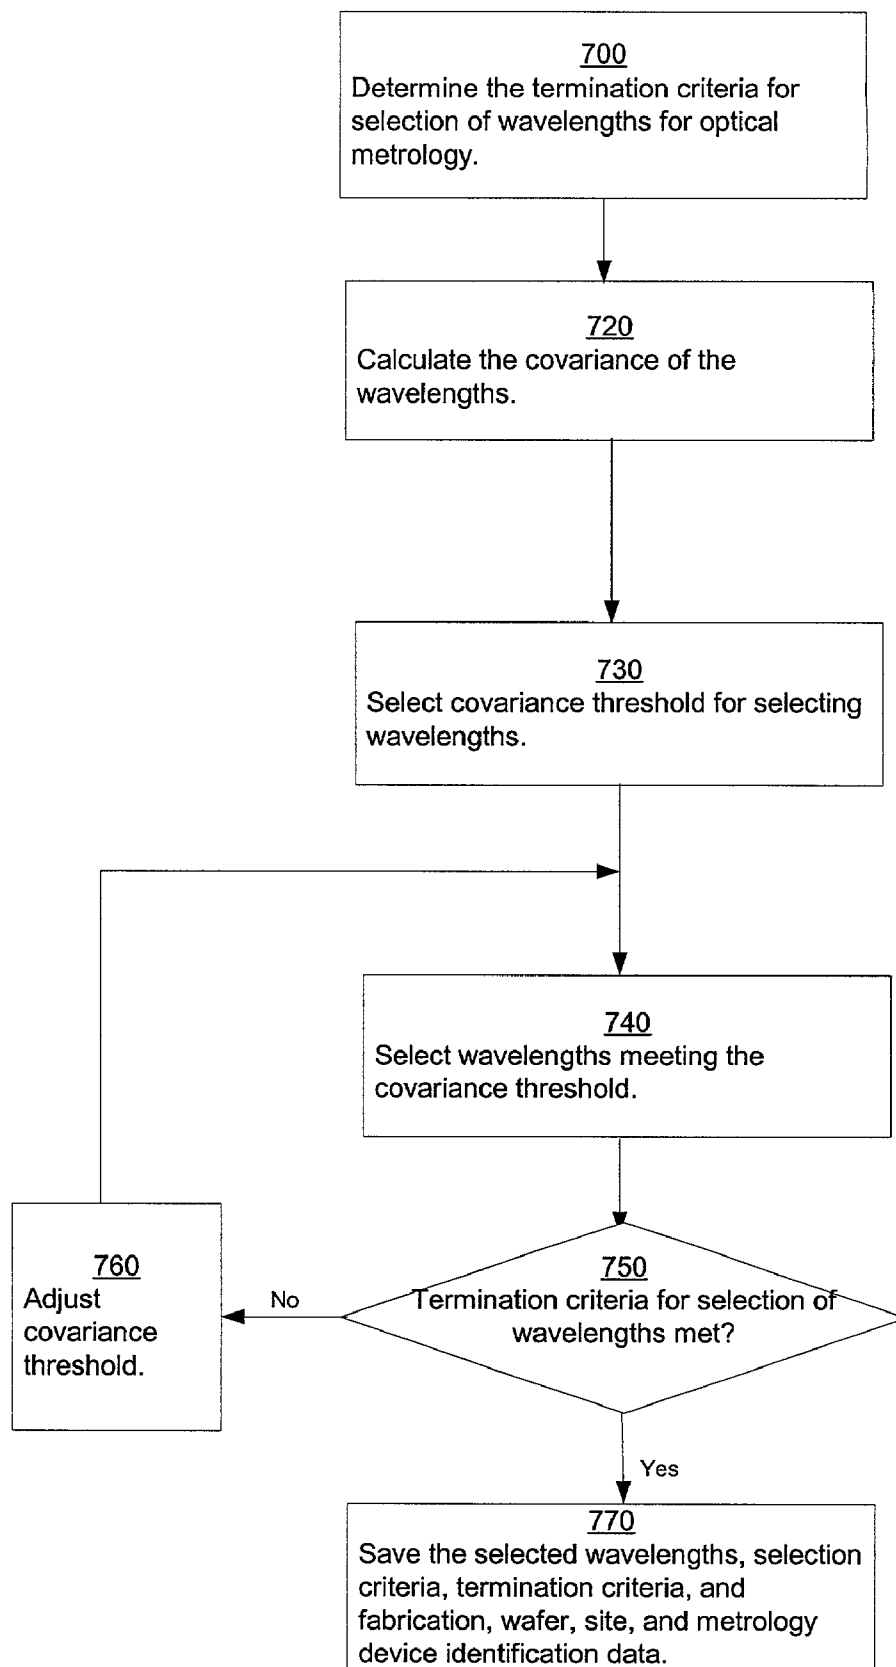 700
Determine the termination criteria for
selection of wavelengths for optical
metrology.
720
Calculate the covariance of the
wavelengths.
730
Select covariance threshold for selecting
wavelengths.
740
Select wavelengths meeting the
covariance threshold.
750
Termination criteria for selection of
wavelengths met?
No
760
Adjust
covariance
threshold.
Yes
770
Save the selected wavelengths, selection
criteria, termination criteria, and
fabrication, wafer, site, and metrology
device identification data.